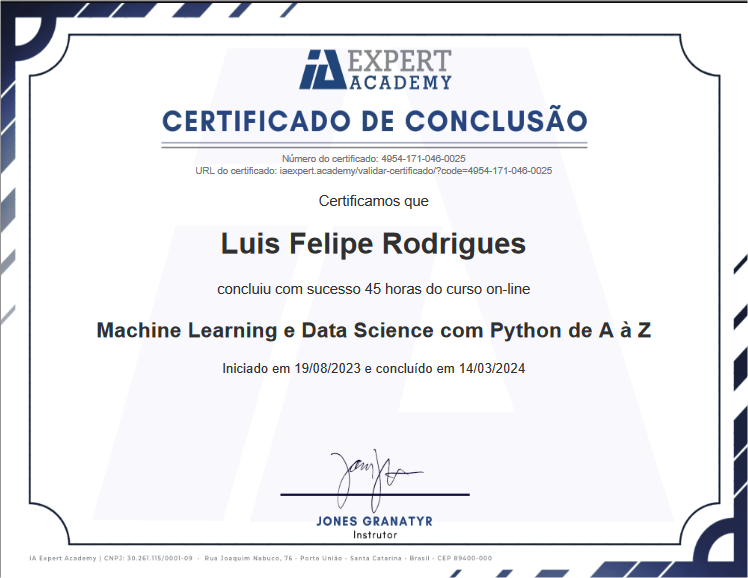 iA EXPERT
ACADEMY
CERTIFICADO DE CONCLUSÃO
Número do certificado: 4954-171-046-0025
URL do certificado: iaexpert.academy/validar-certificado/?code=4954-171-046-0025
Certificamos que
Luis Felipe Rodrigues
concluiu com sucesso 45 horas do curso on-line
Machine Learning e Data Science com Python de A à Z
Iniciado em 19/08/2023 e concluído em 14/03/2024
JONES GRANATYR
Instrutor
IA Expert Academy | CNPJ: 30.261.115/0001-09 - Rua Joaquim Nabuco, 76 - Porto União - Santa Catarina - Brasil - CEP 89400-000